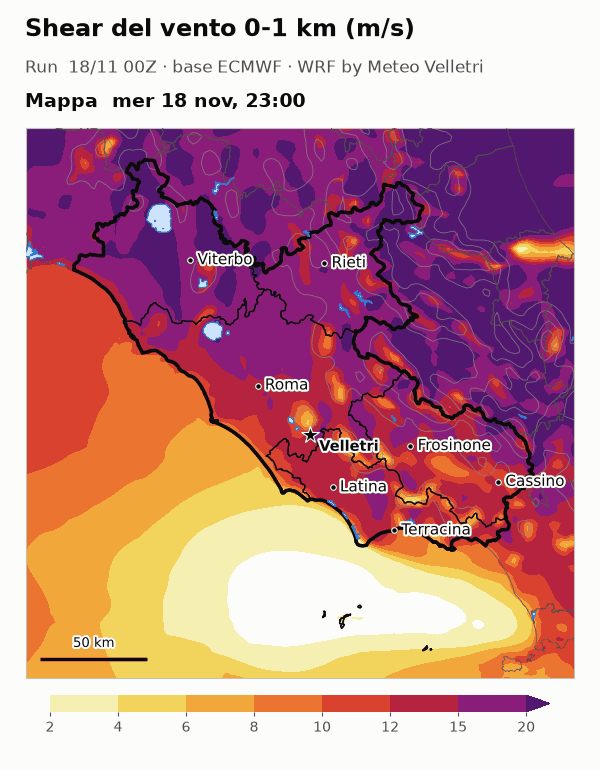 Shear del vento 0-1 km (m/s)
Run  18/11 00Z · base ECMWF · WRF by Meteo Velletri
Mappa  mer 18 nov, 23:00
Viterbo
Rieti
Roma
Velletri
Frosinone
Cassino
Latina
Terracina
50 km
2 4 6 8 10 12 15 20